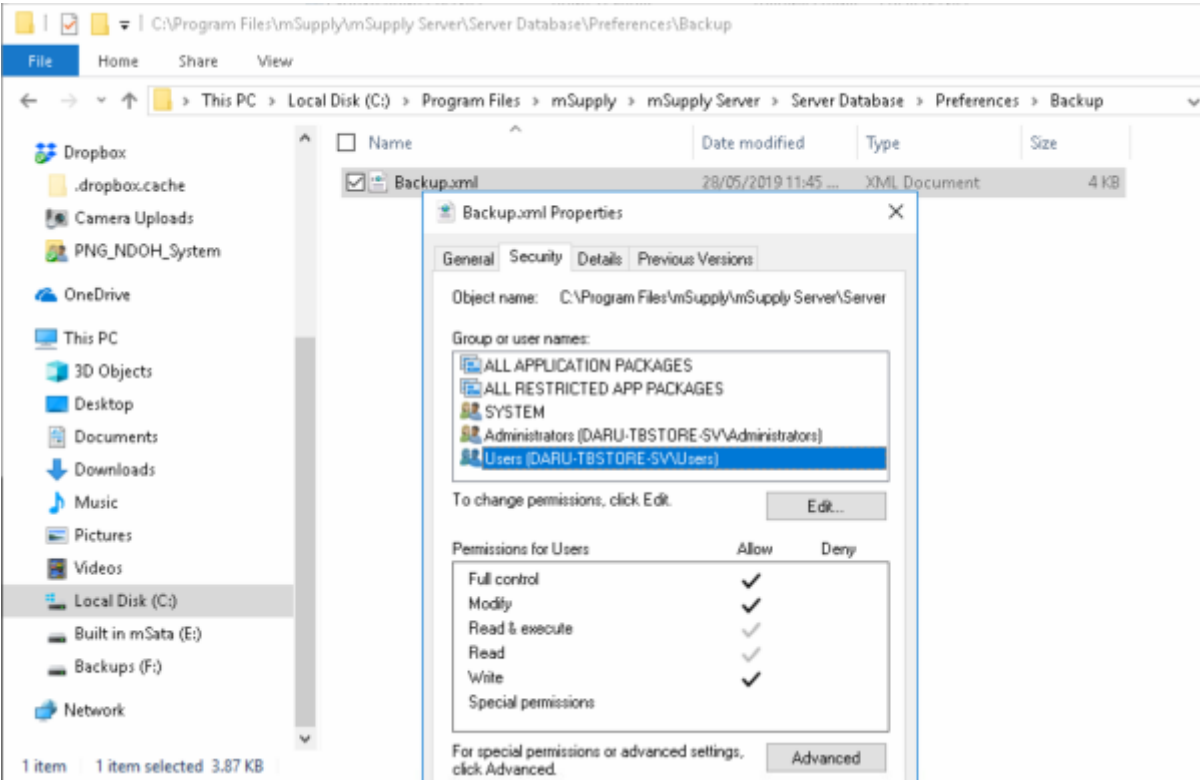 C:\Program Files\mSupply\mSupply Server\Server Database\Preferences\Backup
File Home Share View
This PC > Local Disk (C:) > Program Files > mSupply > mSupply Server > Server Database > Preferences > Backup
Name Date modified Type Size
Backup.xml 28/05/2019 11:45 ... XML Document 4 KB
Dropbox
.dropbox.cache
Camera Uploads
PNG_NDOH_System
OneDrive
This PC
3D Objects
Desktop
Documents
Downloads
Music
Pictures
Videos
Local Disk (C:)
Built in mSata (E:)
Backups (F:)
Network
1 item 1 item selected 3.87 KB
Backup.xml Properties
General Security Details Previous Versions
Object name: C:\Program Files\mSupply\mSupply Server\Server
Group or user names:
ALL APPLICATION PACKAGES
ALL RESTRICTED APP PACKAGES
SYSTEM
Administrators (DARU-TBSTORE-SV\Administrators)
Users (DARU-TBSTORE-SV\Users)
To change permissions, click Edit.
Edit...
Permissions for Users Allow Deny
Full control
Modify
Read & execute
Read
Write
Special permissions
For special permissions or advanced settings,
click Advanced.
Advanced